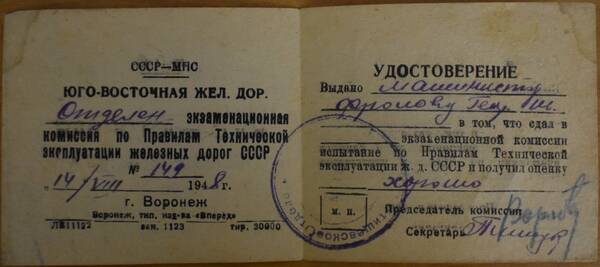 СССР—МПС
ЮГО-ВОСТОЧНАЯ ЖЕЛ. ДОР.
Отделен экзаменационная
комиссия по Правилам Технической
эксплуатации железных дорог СССР
№ 149
„14/VIII 1948г.
г. Воронеж
Воронеж, тип. изд-ва «Вперед»
ЛЕ11122 зак. 1123 тир. 30000
УДОСТОВЕРЕНИЕ
Выдано машинисту
Фролову
в том, что сдал в
экзаменационной комиссии
испытание по Правилам Технической
эксплуатации ж. д. СССР и получил оценку
хорошо
М. П. Председатель комиссии
Секретарь